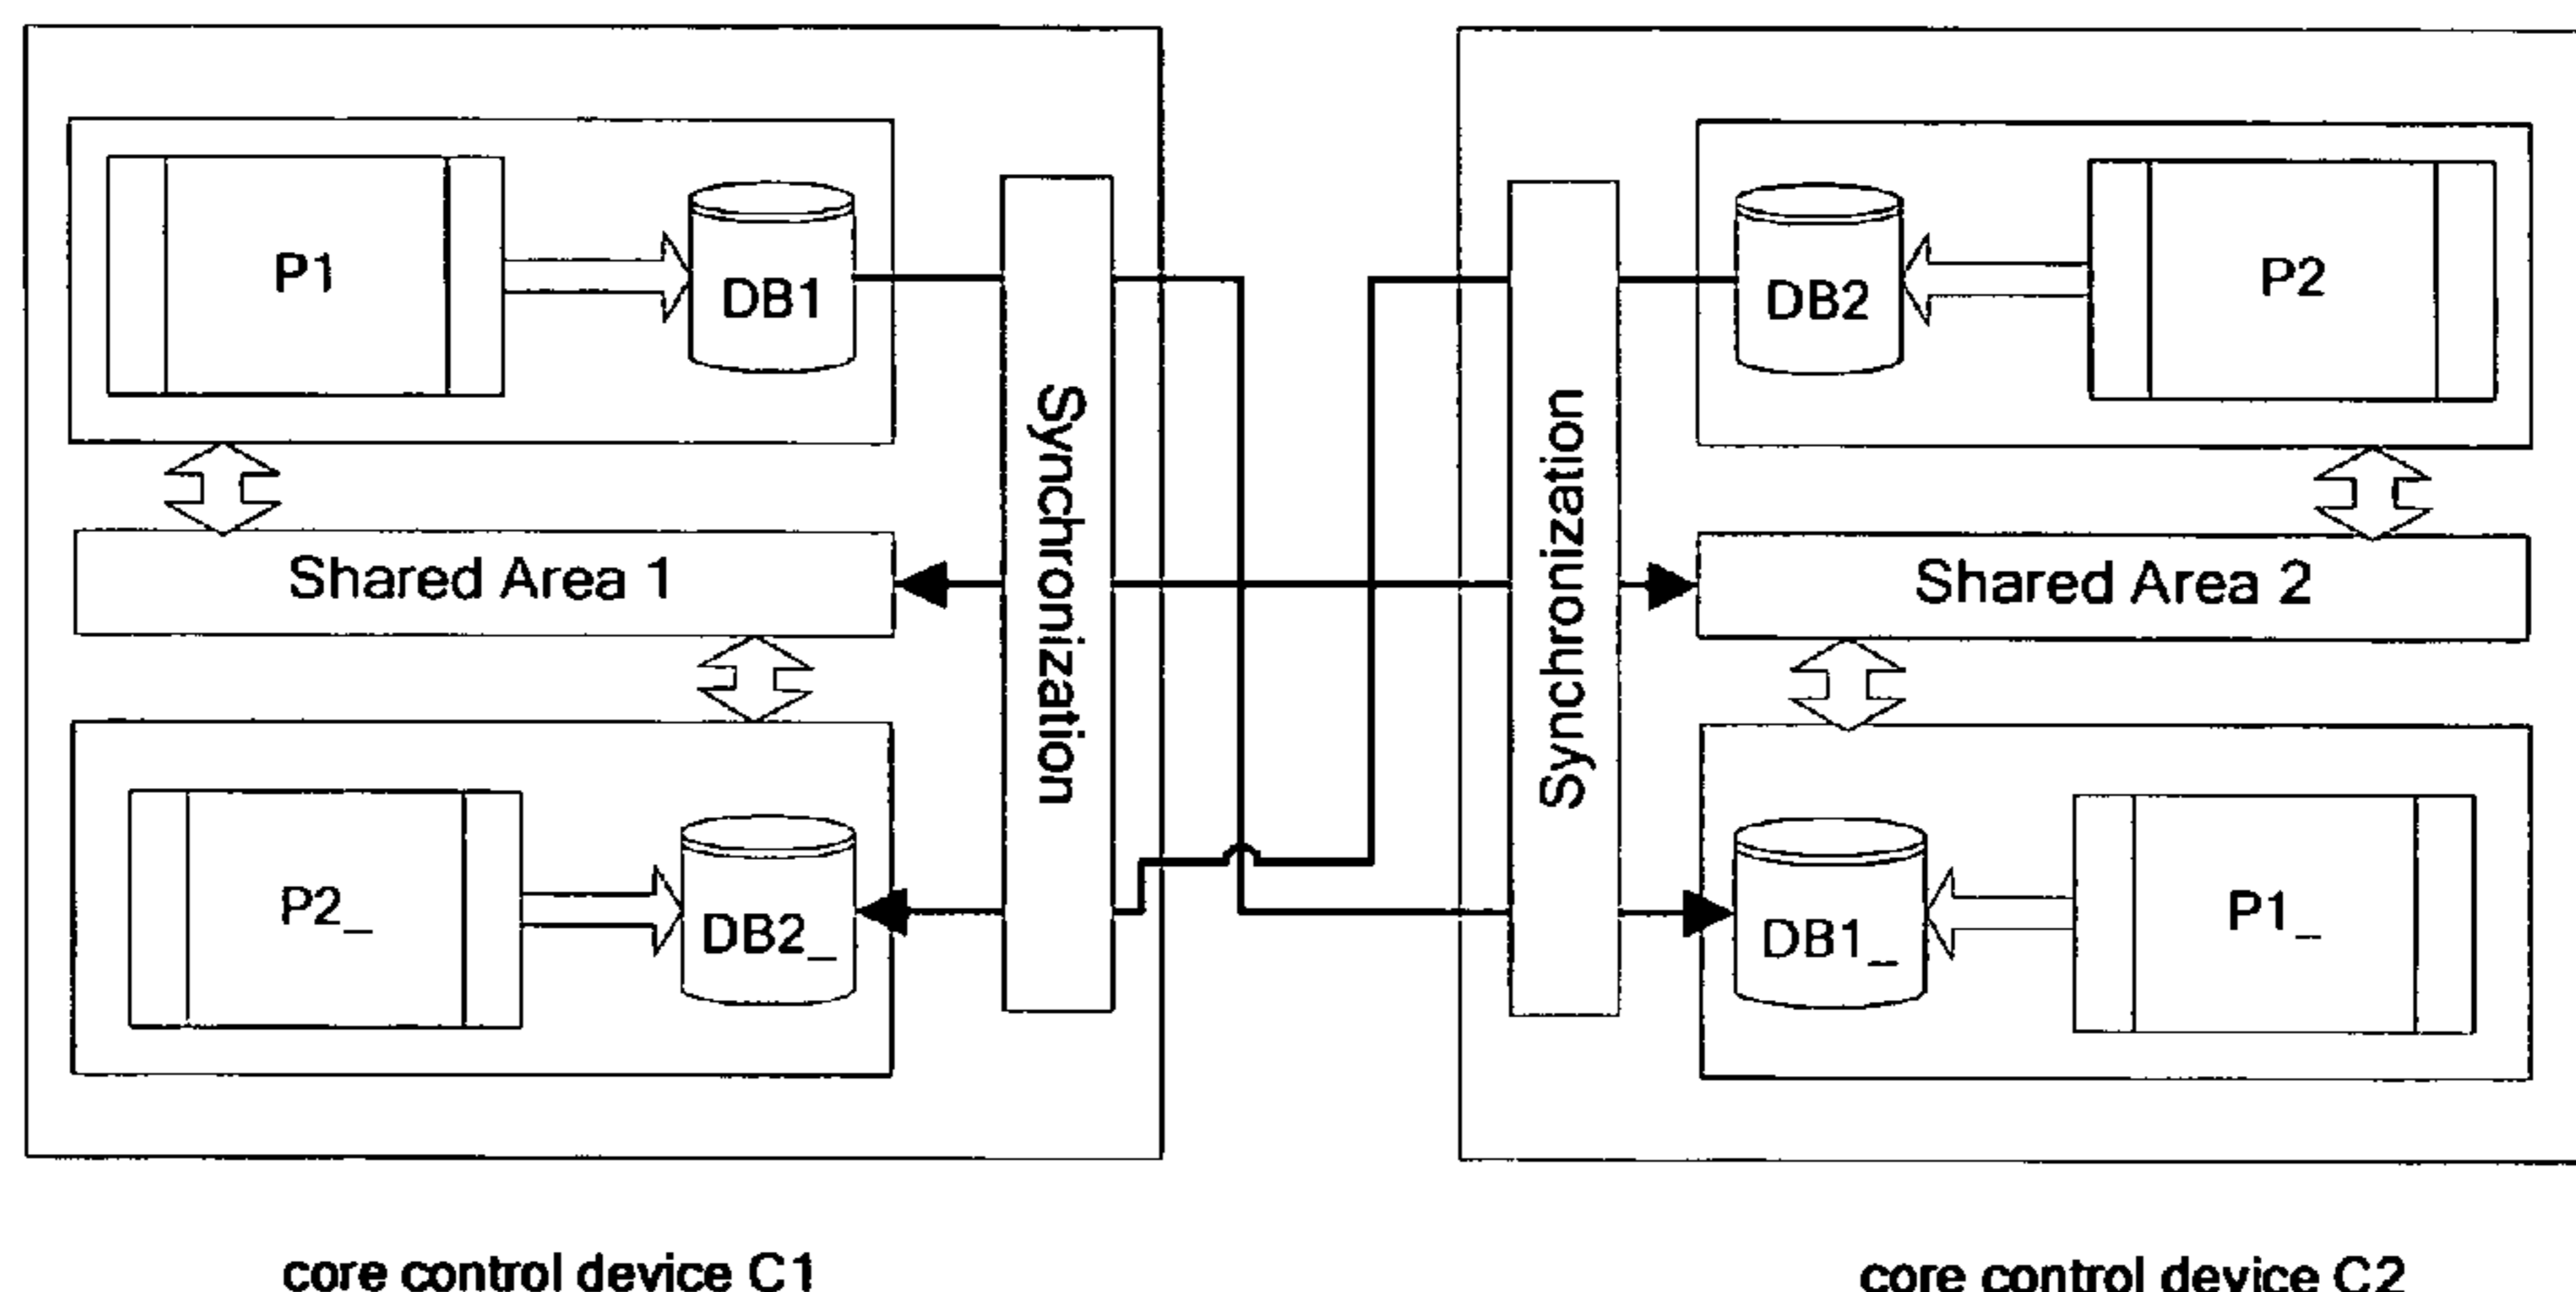 P1
DB1
Synchronization
Shared Area 1
P2_
DB2_
core control device C1
Synchronization
DB2
P2
Shared Area 2
DB1_
P1_
core control device C2